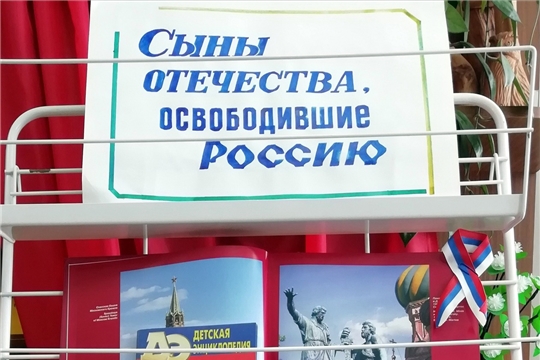 Сыны
отечества,
освободившие
Россию
ДЕТСКАЯ
ЭНЦИКЛОПЕДИЯ